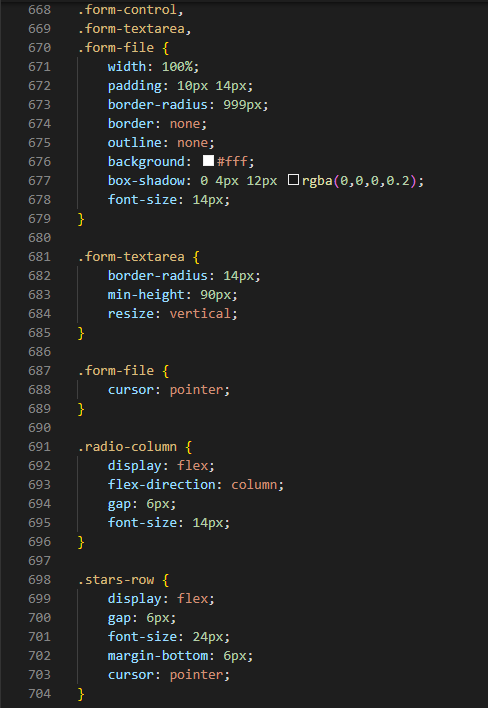 668 .form-control,
669 .form-textarea,
670 .form-file {
671     width: 100%;
672     padding: 10px 14px;
673     border-radius: 999px;
674     border: none;
675     outline: none;
676     background: #fff;
677     box-shadow: 0 4px 12px rgba(0,0,0,0.2);
678     font-size: 14px;
679 }
680
681 .form-textarea {
682     border-radius: 14px;
683     min-height: 90px;
684     resize: vertical;
685 }
686
687 .form-file {
688     cursor: pointer;
689 }
690
691 .radio-column {
692     display: flex;
693     flex-direction: column;
694     gap: 6px;
695     font-size: 14px;
696 }
697
698 .stars-row {
699     display: flex;
700     gap: 6px;
701     font-size: 24px;
702     margin-bottom: 6px;
703     cursor: pointer;
704 }